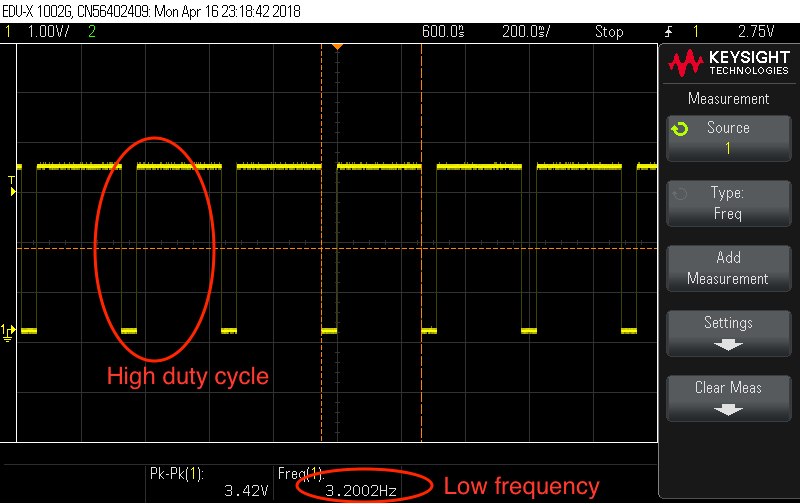 EDU-X 1002G, CN56402409: Mon Apr 16 23:18:42 2018
1 1.00V/ 2 600.0ms 200.0ms/ Stop 1 2.75V
KEYSIGHT
TECHNOLOGIES
Measurement
Source
1
Type:
Freq
Add
Measurement
Settings
Clear Meas
T
1
High duty cycle
Pk-Pk(1):
3.42V
Freq(1):
3.2002Hz
Low frequency